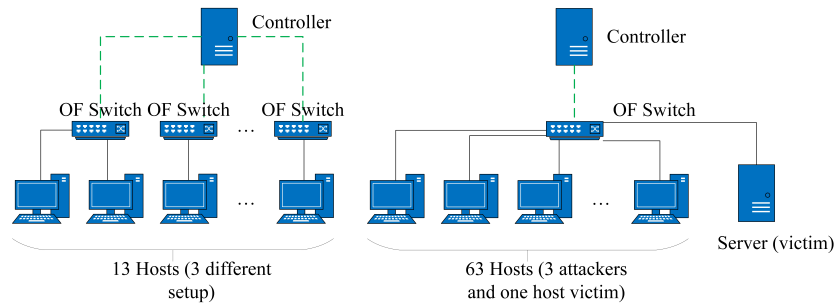 Controller
OF Switch OF Switch OF Switch
...
...
13 Hosts (3 different
setup)
Controller
OF Switch
...
Server (victim)
63 Hosts (3 attackers
and one host victim)